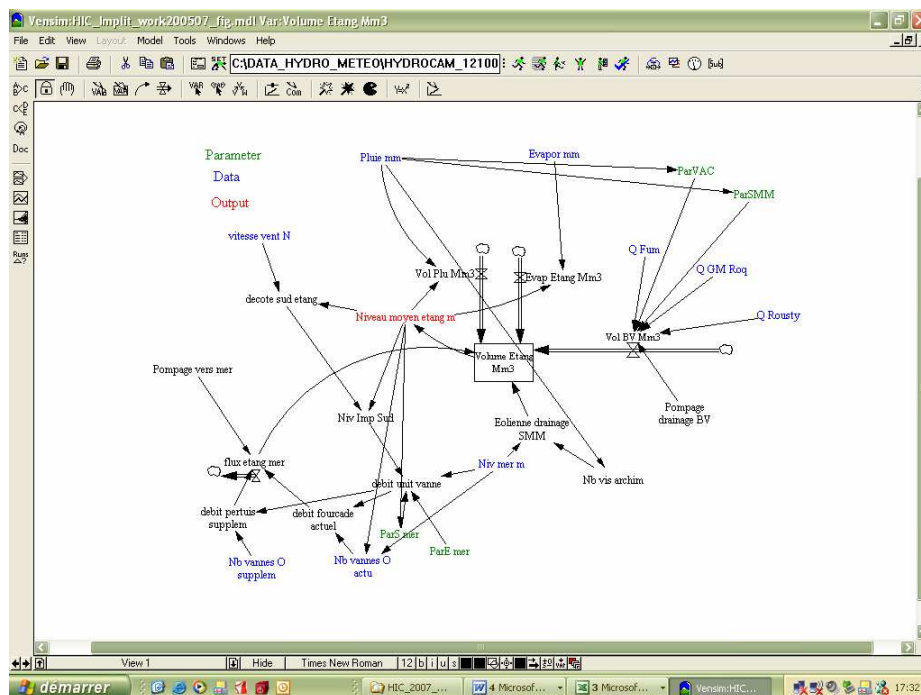 Vensim:HIC_Implit_work200507_fig.mdl Var:Volume Etang Mm3
File Edit View Layout Model Tools Windows Help
C:\DATA_HYDRO_METEO\HYDROCAM_12100
Doc
Runs
Parameter
Data
Output
Pluie mm
Evapor mm
ParVAC
ParSMM
vitesse vent N
Q Fum
Q GM Roq
Q Rousty
Vol Plu Mm3
Evap Etang Mm3
decote sud etang
Niveau moyen etang m
Vol BV Mm3
Volume Etang
Mm3
Pompage vers mer
Pompage
drainage BV
Niv Imp Sud
Eolienne drainage
SMM
flux etang mer
Niv mer m
Nb vis archim
debit unit vanne
debit pertuis
supplem
debit fourcade
actuel
ParS mer
ParE mer
Nb vannes O
supplem
Nb vannes O
actu
View 1 Hide Times New Roman 12 b i u s
démarrer HIC_2007_... 4 Microsof... 3 Microsof... Vensim:HIC... 17:32